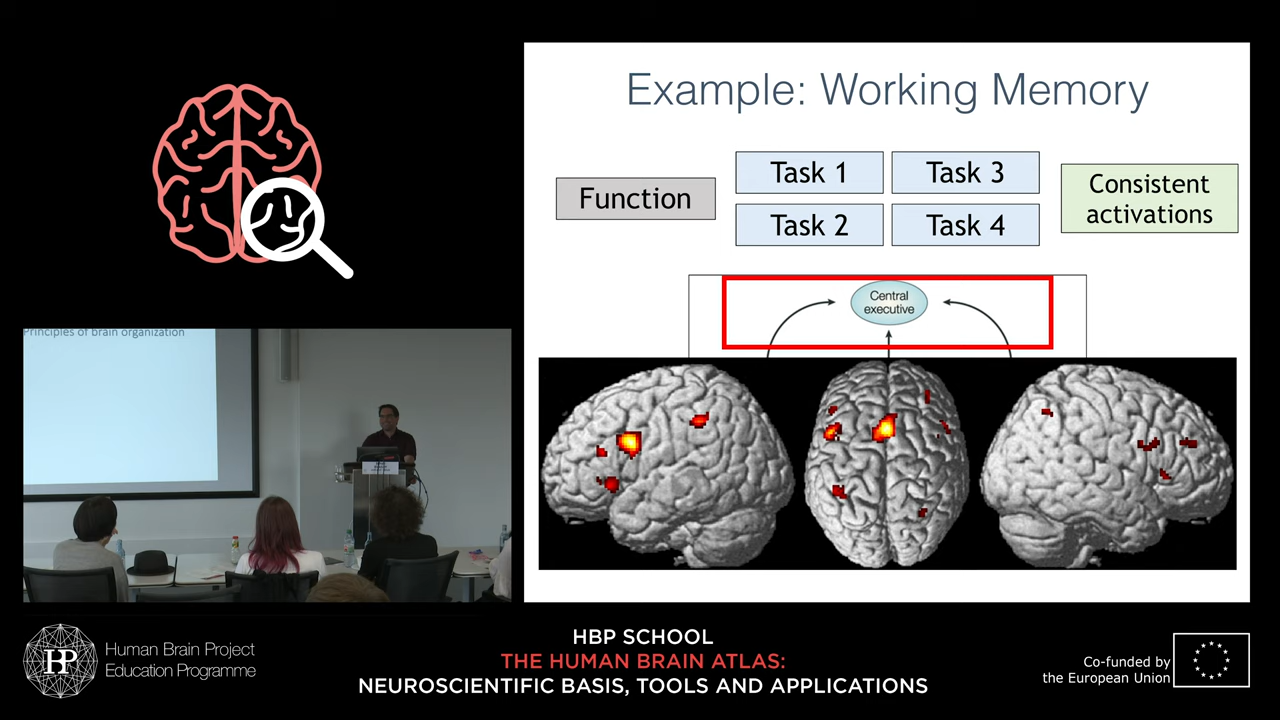 Example: Working Memory
Function
Task 1
Task 3
Task 2
Task 4
Consistent
activations
Central
executive
Principles of brain organization
HP
Human Brain Project
Education Programme
HBP SCHOOL
THE HUMAN BRAIN ATLAS:
NEUROSCIENTIFIC BASIS, TOOLS AND APPLICATIONS
Co-funded by
the European Union